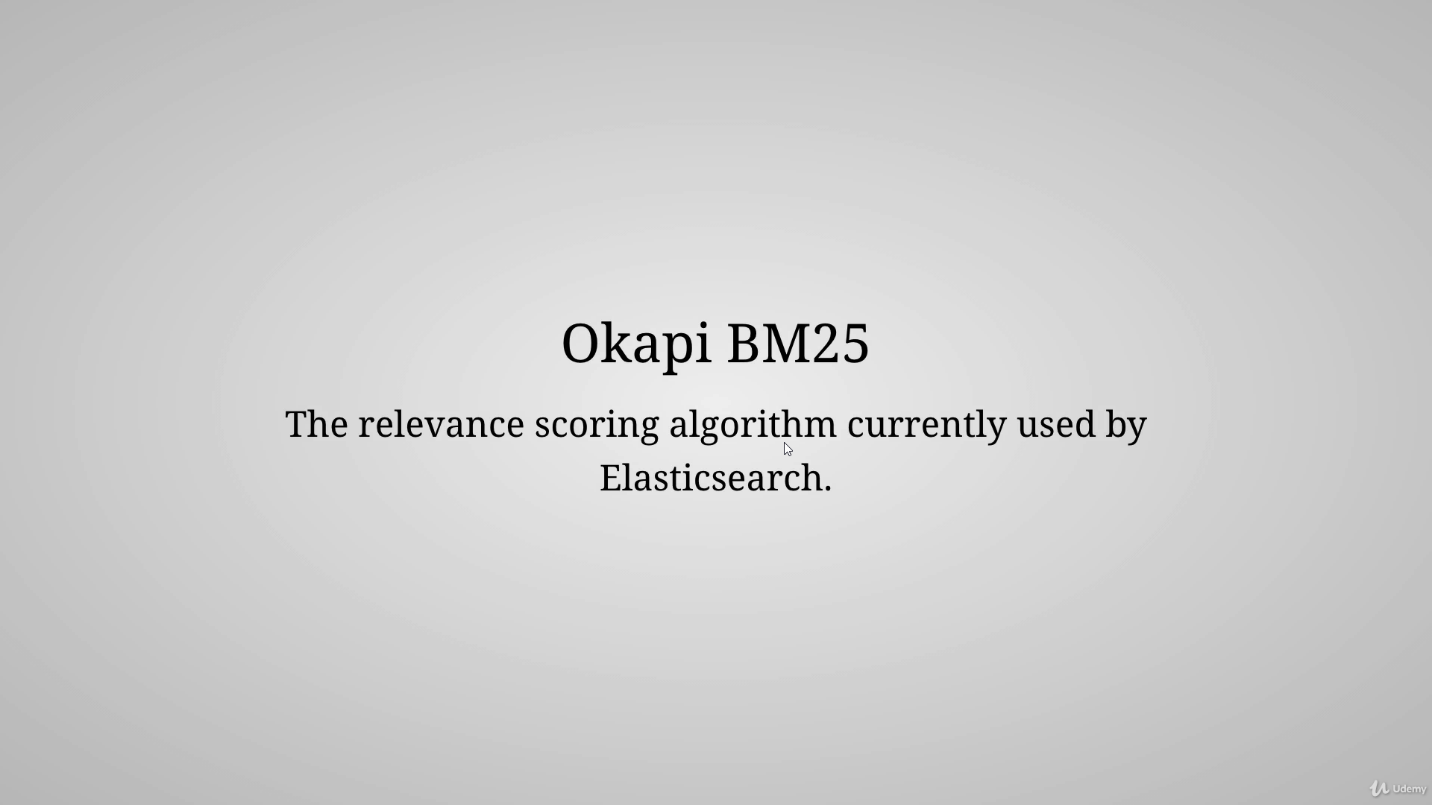 Okapi BM25
The relevance scoring algorithm currently used by
Elasticsearch.
Udemy